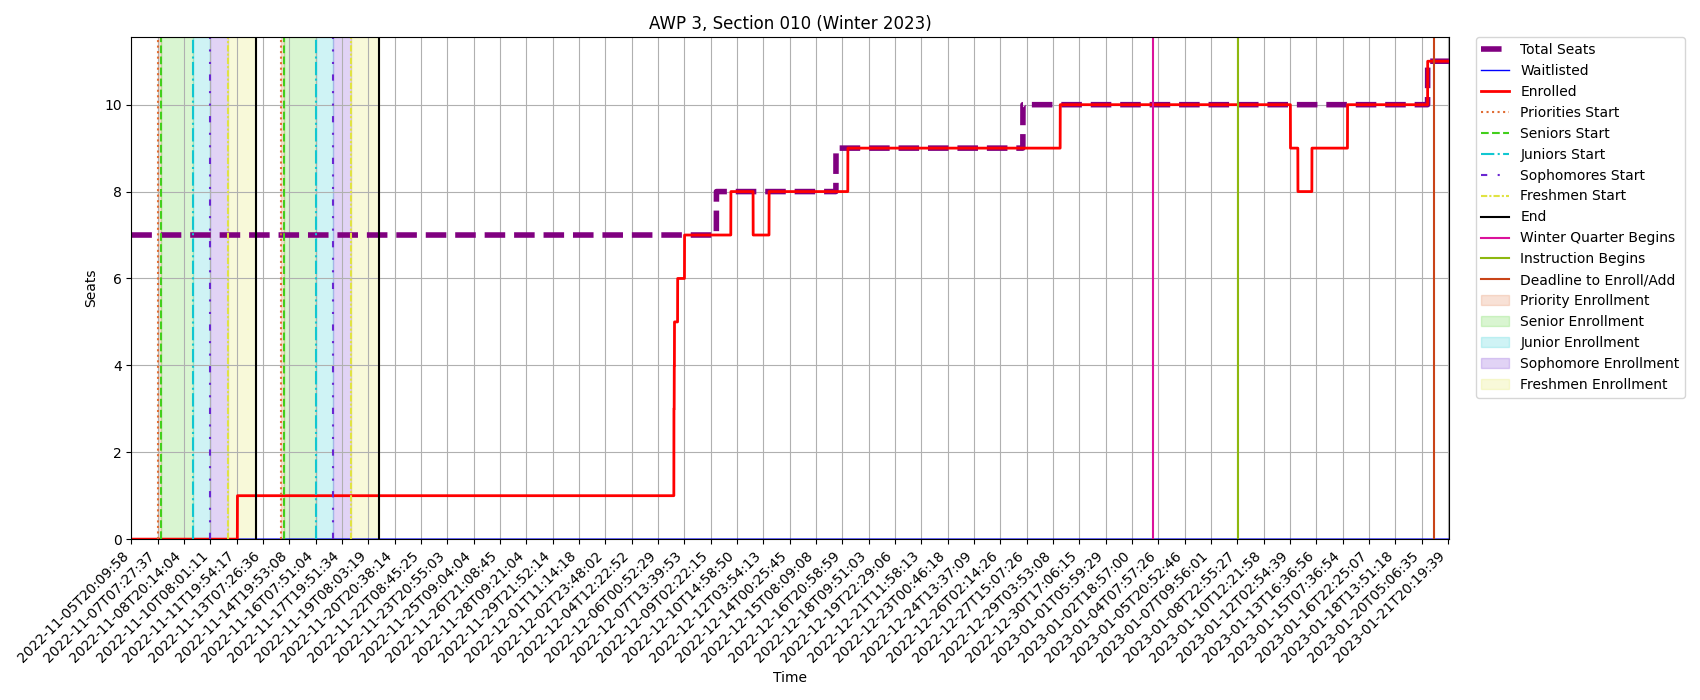 AWP 3, Section 010 (Winter 2023)
Seats
10
8
6
4
2
0
2022-11-05T20:09:58
2022-11-07T07:27:37
2022-11-08T20:14:04
2022-11-10T08:01:11
2022-11-11T19:54:17
2022-11-13T07:26:36
2022-11-14T19:53:08
2022-11-16T07:51:04
2022-11-17T19:51:34
2022-11-19T08:03:19
2022-11-20T20:38:14
2022-11-22T08:45:25
2022-11-23T20:55:03
2022-11-25T09:04:04
2022-11-26T21:08:45
2022-11-28T09:21:04
2022-11-29T21:52:14
2022-12-01T11:14:18
2022-12-02T23:48:02
2022-12-04T12:22:52
2022-12-06T00:52:29
2022-12-07T13:39:53
2022-12-09T02:22:15
2022-12-10T14:58:50
2022-12-12T03:54:13
2022-12-14T00:25:45
2022-12-15T08:09:08
2022-12-16T20:58:59
2022-12-18T09:51:03
2022-12-19T22:29:06
2022-12-21T11:58:13
2022-12-23T00:46:18
2022-12-24T13:37:09
2022-12-26T02:14:26
2022-12-27T15:07:26
2022-12-29T03:53:08
2022-12-30T17:06:15
2023-01-01T05:59:29
2023-01-02T18:57:00
2023-01-04T07:57:26
2023-01-05T20:52:46
2023-01-07T09:56:01
2023-01-08T22:55:27
2023-01-10T12:21:58
2023-01-12T02:54:39
2023-01-13T16:36:56
2023-01-15T07:36:54
2023-01-16T22:25:07
2023-01-18T13:51:18
2023-01-20T05:06:35
2023-01-21T20:19:39
Time
Total Seats
Waitlisted
Enrolled
Priorities Start
Seniors Start
Juniors Start
Sophomores Start
Freshmen Start
End
Winter Quarter Begins
Instruction Begins
Deadline to Enroll/Add
Priority Enrollment
Senior Enrollment
Junior Enrollment
Sophomore Enrollment
Freshmen Enrollment